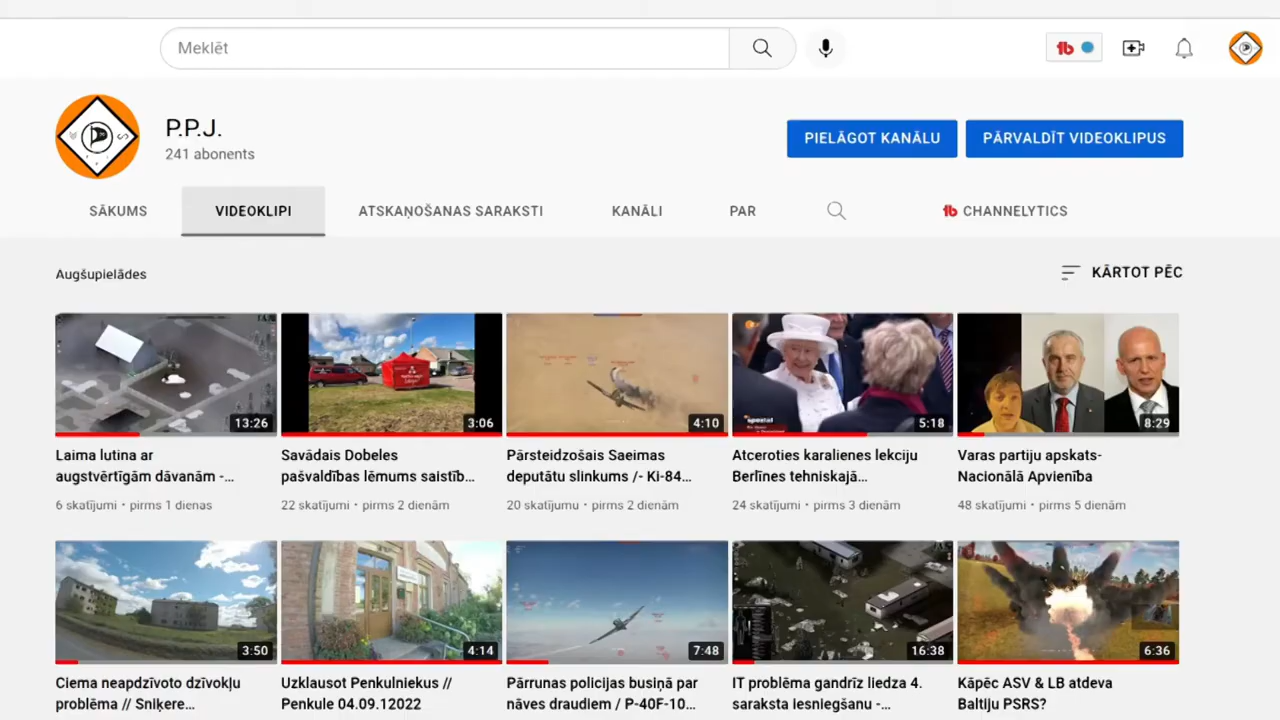 Meklēt
P.P.J.
241 abonents
PIELĀGOT KANĀLU
PĀRVALDĪT VIDEOKLIPUS
SĀKUMS
VIDEOKLIPI
ATSKAŅOŠANAS SARAKSTI
KANĀLI
PAR
CHANNELYTICS
Augšupielādes
KĀRTOT PĒC
13:26
3:06
4:10
5:18
8:29
Laima lutina ar
augstvērtīgām dāvanām -...
6 skatījumi • pirms 1 dienas
Savādais Dobeles
pašvaldības lēmums saistīb...
22 skatījumi • pirms 2 dienām
Pārsteidzošais Saeimas
deputātu slinkums /- Ki-84...
20 skatījumu • pirms 2 dienām
Atceroties karalienes lekciju
Berlīnes tehniskajā...
24 skatījumi • pirms 3 dienām
Varas partiju apskats-
Nacionālā Apvienība
48 skatījumi • pirms 5 dienām
3:50
4:14
7:48
16:38
6:36
Ciema neapdzīvoto dzīvokļu
problēma // Sniķere...
Uzklausot Penkulniekus //
Penkule 04.09.12022
Pārrunas policijas busiņā par
nāves draudiem / P-40F-10...
IT problēma gandrīz liedza 4.
saraksta iesniegšanu -...
Kāpēc ASV & LB atdeva
Baltiju PSRS?